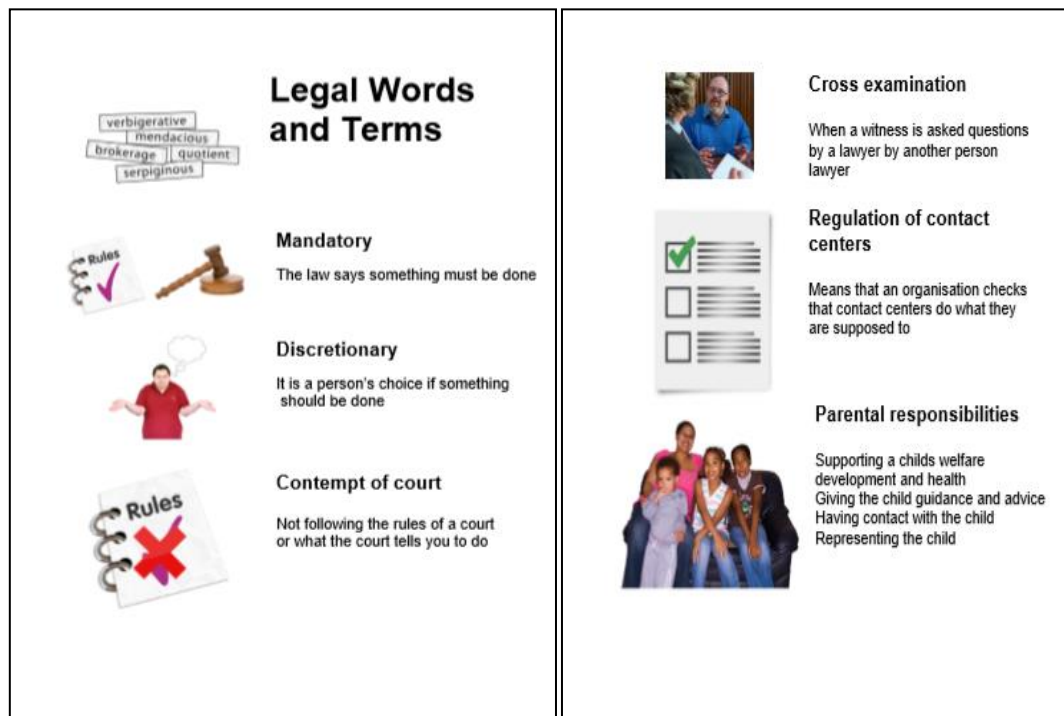 Legal Words
and Terms
verbigerative
mendacious
brokerage quotient
serpiginous
Mandatory
Rules
The law says something must be done
Discretionary
It is a person's choice if something
should be done
Contempt of court
Rules
Not following the rules of a court
or what the court tells you to do
Cross examination
When a witness is asked questions
by a lawyer by another person
lawyer
Regulation of contact
centers
Means that an organisation checks
that contact centers do what they
are supposed to
Parental responsibilities
Supporting a childs welfare
development and health
Giving the child guidance and advice
Having contact with the child
Representing the child